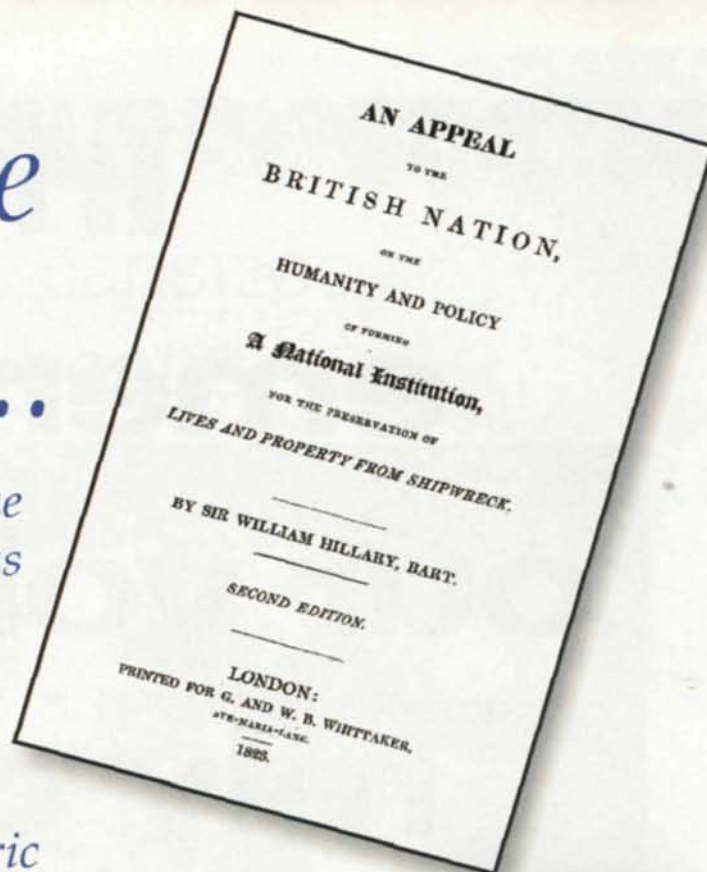 e
..
e
s
ric
AN APPEAL
TO THE
BRITISH NATION,
ON THE
HUMANITY AND POLICY
OF FORMING
A National Institution,
FOR THE PRESERVATION OF
LIVES AND PROPERTY FROM SHIPWRECK.
BY SIR WILLIAM HILLARY, BART.
SECOND EDITION.
LONDON:
PRINTED FOR G. AND W. B. WHITTAKER,
AVE-MARIA-LANE.
1823.